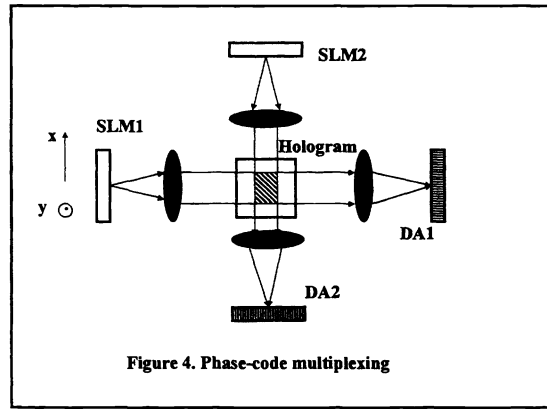 SLM2
SLM1
x
Hologram
y
DA1
DA2
Figure 4. Phase-code multiplexing